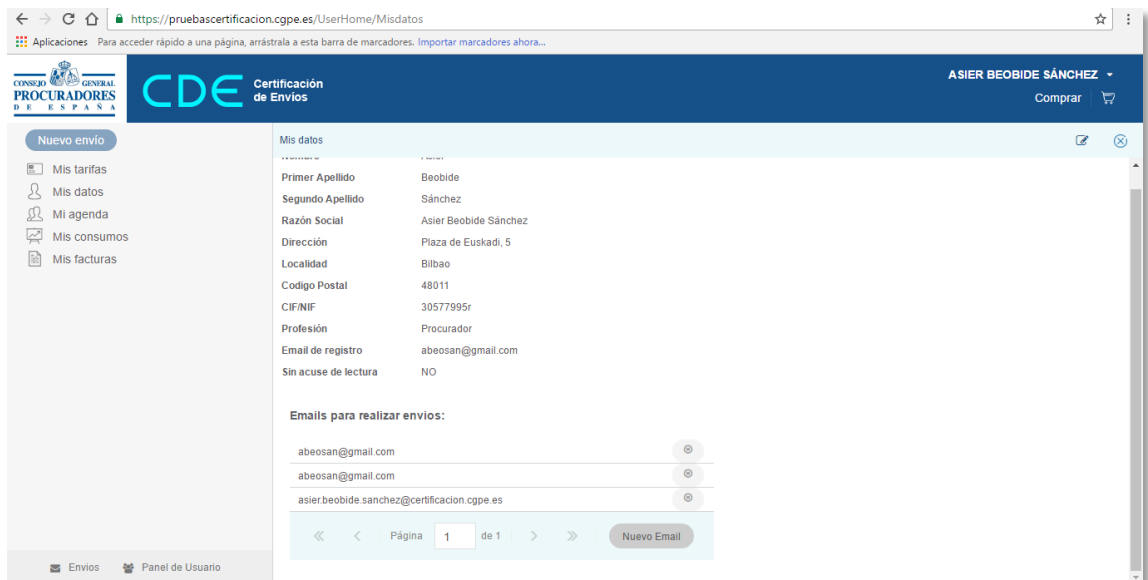 https://pruebascertificacion.cgpe.es/UserHome/Misdatos
Aplicaciones Para acceder rápido a una página, arrástrala a esta barra de marcadores. Importar marcadores ahora...
CONSEJO GENERAL
PROCURADORES
DE ESPAÑA
CDE Certificación
de Envíos
ASIER BEOBIDE SÁNCHEZ
Comprar
Nuevo envío
Mis tarifas
Mis datos
Mi agenda
Mis consumos
Mis facturas
Mis datos
Primer Apellido Beobide
Segundo Apellido Sánchez
Razón Social Asier Beobide Sánchez
Dirección Plaza de Euskadi, 5
Localidad Bilbao
Codigo Postal 48011
CIF/NIF 30577995r
Profesión Procurador
Email de registro abeosan@gmail.com
Sin acuse de lectura NO
Emails para realizar envios:
abeosan@gmail.com
abeosan@gmail.com
asier.beobide.sanchez@certificacion.cgpe.es
Página 1 de 1 Nuevo Email
Envios Panel de Usuario